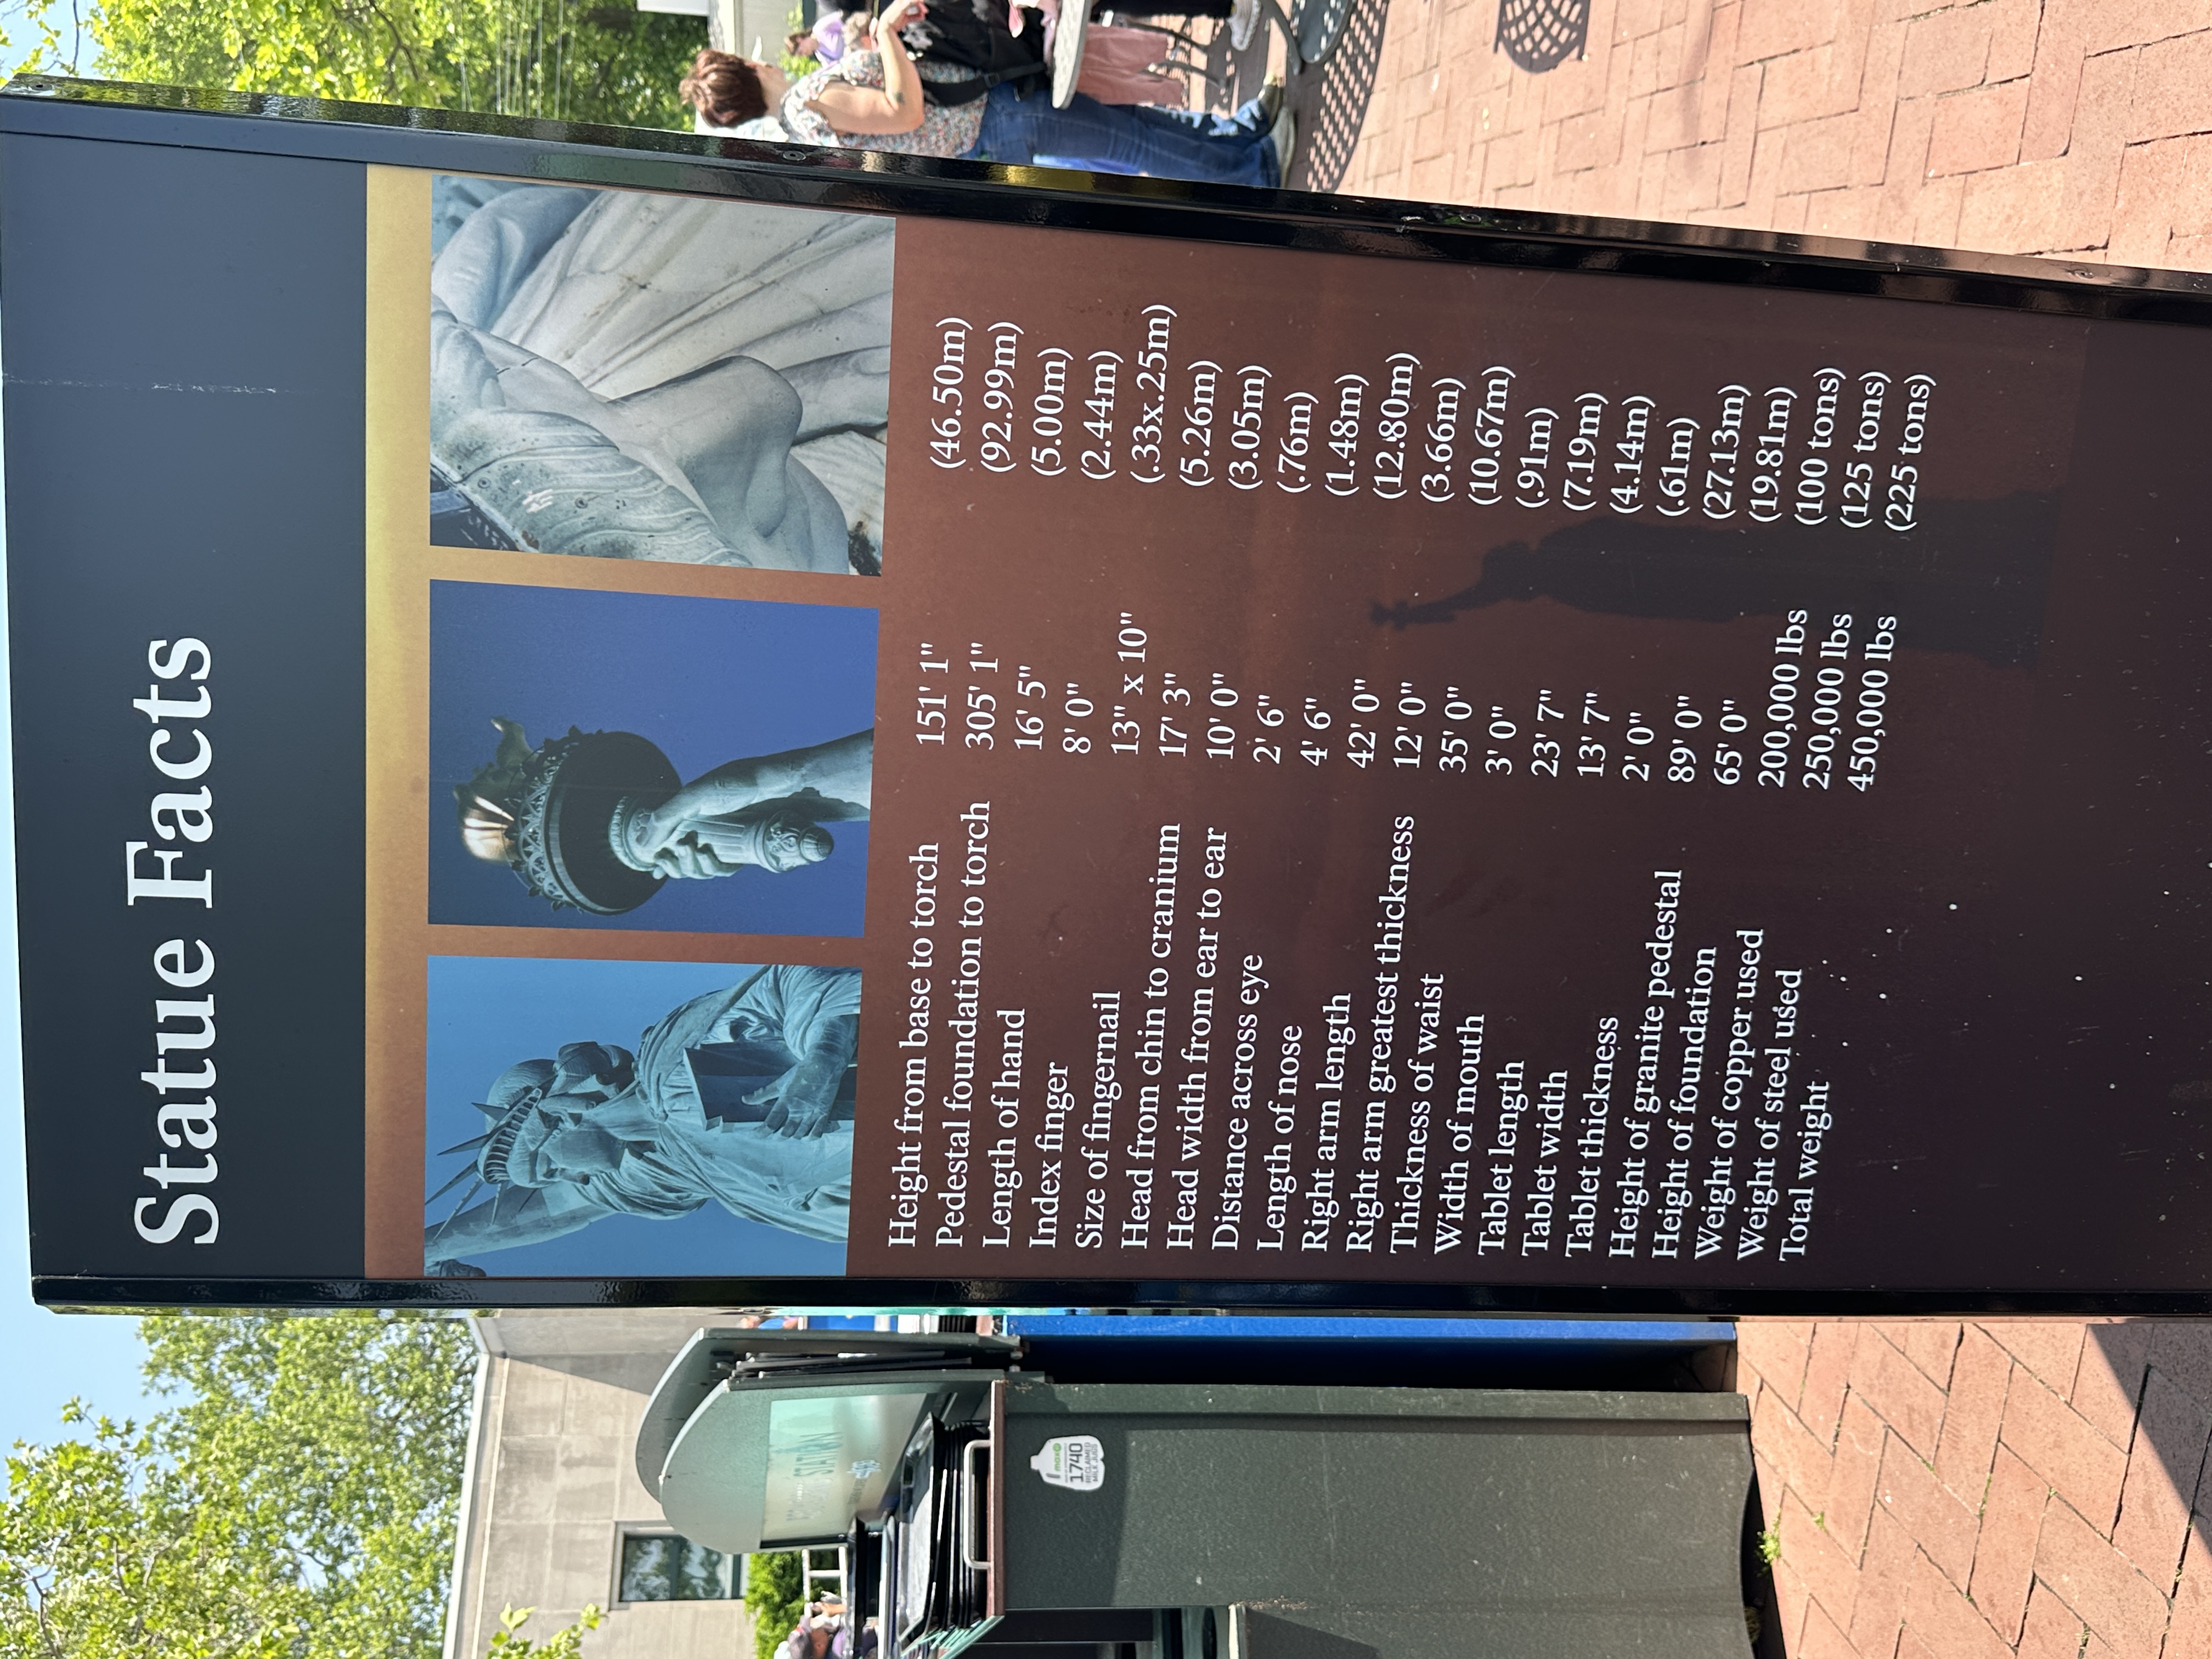 Statue Facts
Height from base to torch 151' 1" (46.50m)
Pedestal foundation to torch 305' 1" (92.99m)
Length of hand 16' 5" (5.00m)
Index finger 8' 0" (2.44m)
Size of fingernail 13" x 10" (.33x.25m)
Head from chin to cranium 17' 3" (5.26m)
Head width from ear to ear 10' 0" (3.05m)
Distance across eye 2' 6" (.76m)
Length of nose 4' 6" (1.48m)
Right arm length 42' 0" (12.80m)
Right arm greatest thickness 12' 0" (3.66m)
Thickness of waist 35' 0" (10.67m)
Width of mouth 3' 0" (.91m)
Tablet length 23' 7" (7.19m)
Tablet width 13' 7" (4.14m)
Tablet thickness 2' 0" (.61m)
Height of granite pedestal 89' 0" (27.13m)
Height of foundation 65' 0" (19.81m)
Weight of copper used 200,000 lbs (100 tons)
Weight of steel used 250,000 lbs (125 tons)
Total weight 450,000 lbs (225 tons)
1740
RECLAIMED
MILK JUGS